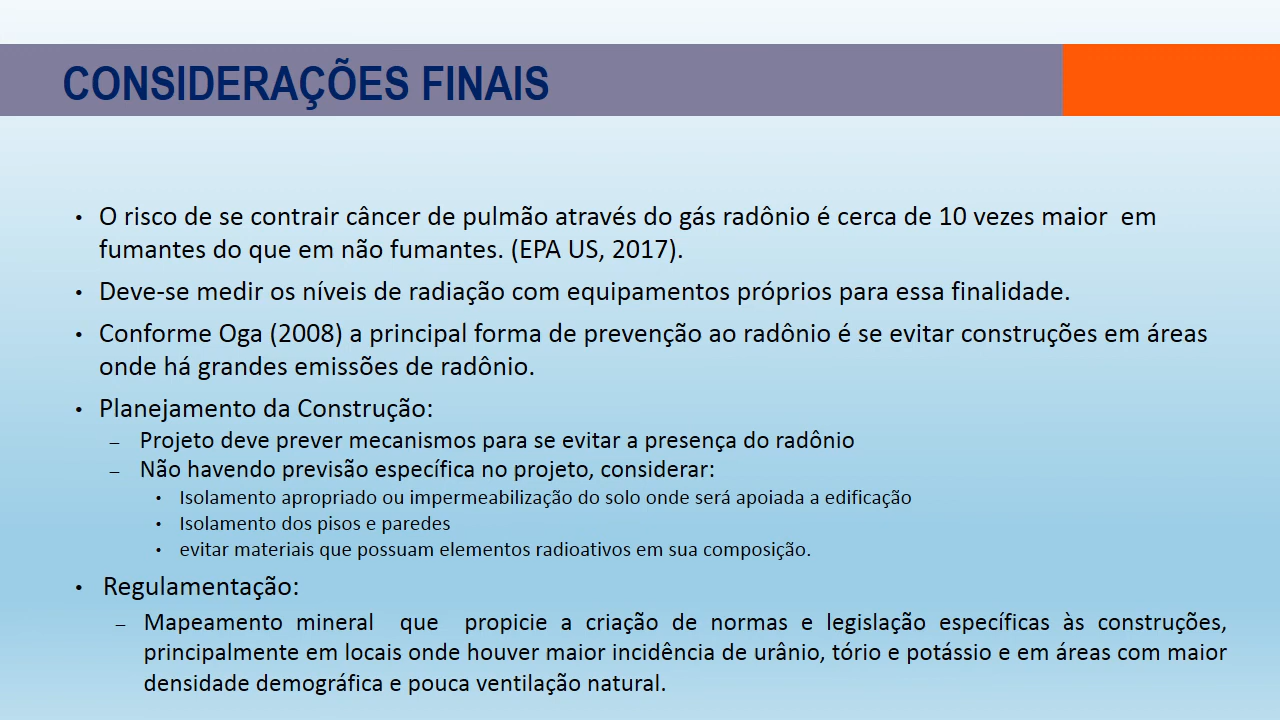 CONSIDERAÇÕES FINAIS
• O risco de se contrair câncer de pulmão através do gás radônio é cerca de 10 vezes maior  em
fumantes do que em não fumantes. (EPA US, 2017).
• Deve-se medir os níveis de radiação com equipamentos próprios para essa finalidade.
• Conforme Oga (2008) a principal forma de prevenção ao radônio é se evitar construções em áreas
onde há grandes emissões de radônio.
• Planejamento da Construção:
– Projeto deve prever mecanismos para se evitar a presença do radônio
– Não havendo previsão específica no projeto, considerar:
• Isolamento apropriado ou impermeabilização do solo onde será apoiada a edificação
• Isolamento dos pisos e paredes
• evitar materiais que possuam elementos radioativos em sua composição.
• Regulamentação:
– Mapeamento mineral  que  propicie a criação de normas e legislação específicas às construções,
principalmente em locais onde houver maior incidência de urânio, tório e potássio e em áreas com maior
densidade demográfica e pouca ventilação natural.